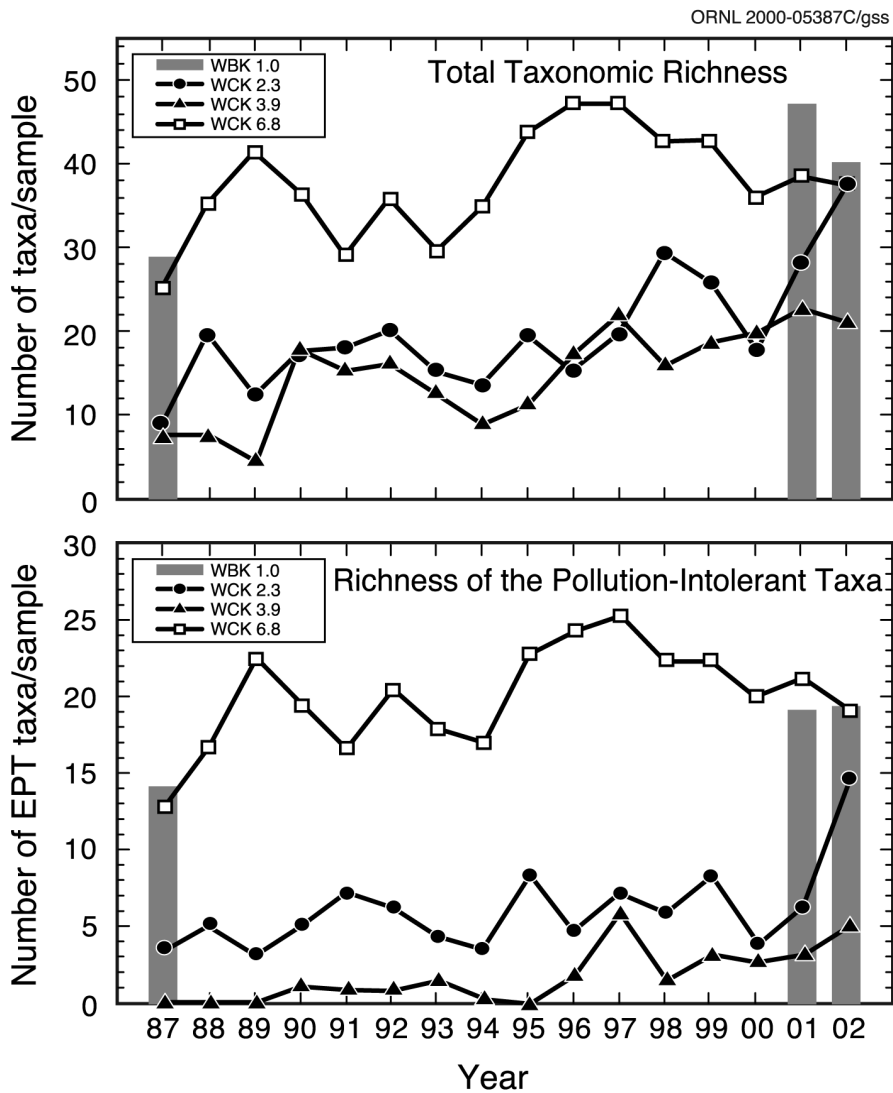 ORNL 2000-05387C/gss
Total Taxonomic Richness
WBK 1.0
WCK 2.3
WCK 3.9
WCK 6.8
Number of taxa/sample
50
40
30
20
10
0
Richness of the Pollution-Intolerant Taxa
WBK 1.0
WCK 2.3
WCK 3.9
WCK 6.8
Number of EPT taxa/sample
30
25
20
15
10
5
0
87 88 89 90 91 92 93 94 95 96 97 98 99 00 01 02
Year